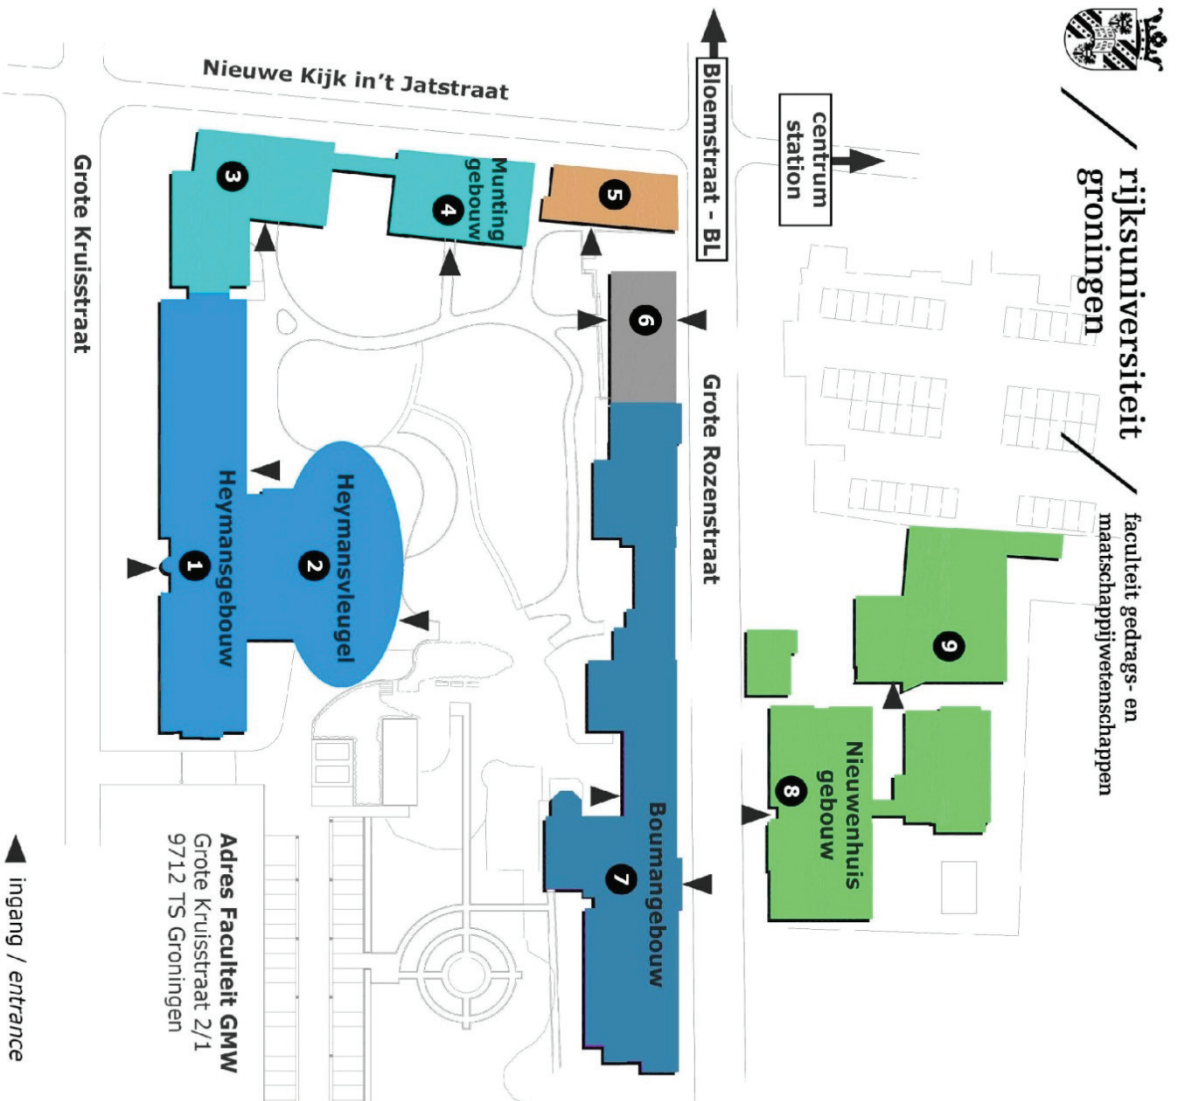 rijksuniversiteit
groningen
faculteit gedrags- en
maatschappijwetenschappen
centrum
station
9
Nieuwenhuis
gebouw
8
Bloemstraat - BL
Grote Rozenstraat
5
6
Boumangebouw
7
Munting
gebouw
4
Nieuwe Kijk in't Jatstraat
3
Heymansvleugel
2
Heymansgebouw
1
Adres Faculteit GMW
Grote Kruisstraat 2/1
9712 TS Groningen
Grote Kruisstraat
ingang / entrance